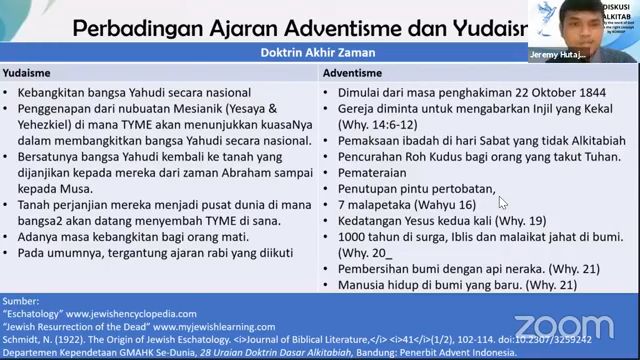 Perbadingan Ajaran Adventisme dan Yudaism
DISKUSI
ALKITAB
Jeremy Hutaj...
Doktrin Akhir Zaman
Yudaisme
• Kebangkitan bangsa Yahudi secara nasional
• Penggenapan dari nubuatan Mesianik (Yesaya &
Yehezkiel) di mana TYME akan menunjukkan kuasaNya
dalam membangkitkan bangsa Yahudi secara nasional.
• Bersatunya bangsa Yahudi kembali ke tanah yang
dijanjikan kepada mereka dari zaman Abraham sampai
kepada Musa.
• Tanah perjanjian mereka menjadi pusat dunia di mana
bangsa2 akan datang menyembah TYME di sana.
• Adanya masa kebangkitan bagi orang mati.
• Pada umumnya, tergantung ajaran rabi yang diikuti
Adventisme
• Dimulai dari masa penghakiman 22 Oktober 1844
• Gereja diminta untuk mengabarkan Injil yang Kekal
(Why. 14:6-12)
• Pemaksaan ibadah di hari Sabat yang tidak Alkitabiah
• Pencurahan Roh Kudus bagi orang yang takut Tuhan.
• Pemateraian
• Penutupan pintu pertobatan,
• 7 malapetaka (Wahyu 16)
• Kedatangan Yesus kedua kali (Why. 19)
• 1000 tahun di surga, Iblis dan malaikat jahat di bumi.
(Why. 20_
• Pembersihan bumi dengan api neraka. (Why. 21)
• Manusia hidup di bumi yang baru. (Why. 21)
Sumber:
"Eschatology" www.jewishencyclopedia.com
"Jewish Resurrection of the Dead" www.myjewishlearning.com
Schmidt, N. (1922). The Origin of Jewish Eschatology. <i>Journal of Biblical Literature,</i> <i>41</i>(1/2), 102-114. doi:10.2307/3259242
Departemen Kependetaan GMAHK Se-Dunia, 28 Uraian Doktrin Dasar Alkitabiah, Bandung: Penerbit Advent Indonesia.
zoom